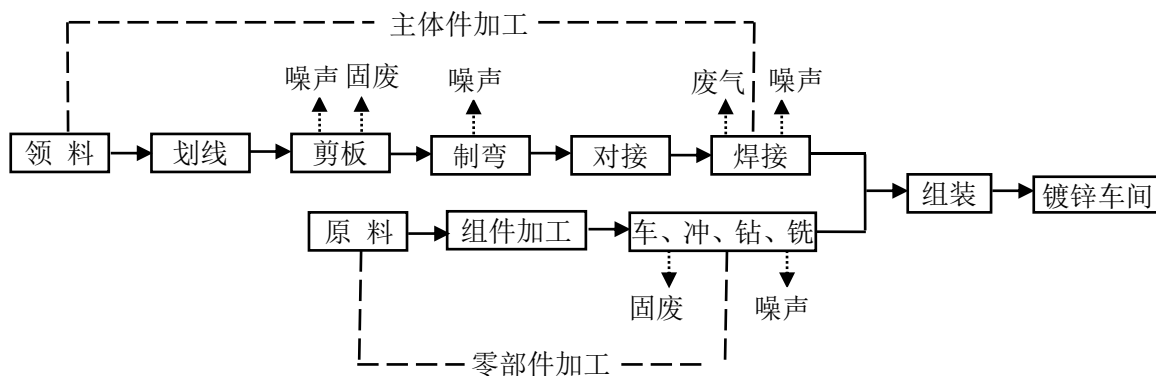 主体件加工
噪声 固废 噪声 废气 噪声
领 料 划线 剪板 制弯 对接 焊接
组装 镀锌车间
原 料 组件加工 车、冲、钻、铣
固废 噪声
零部件加工